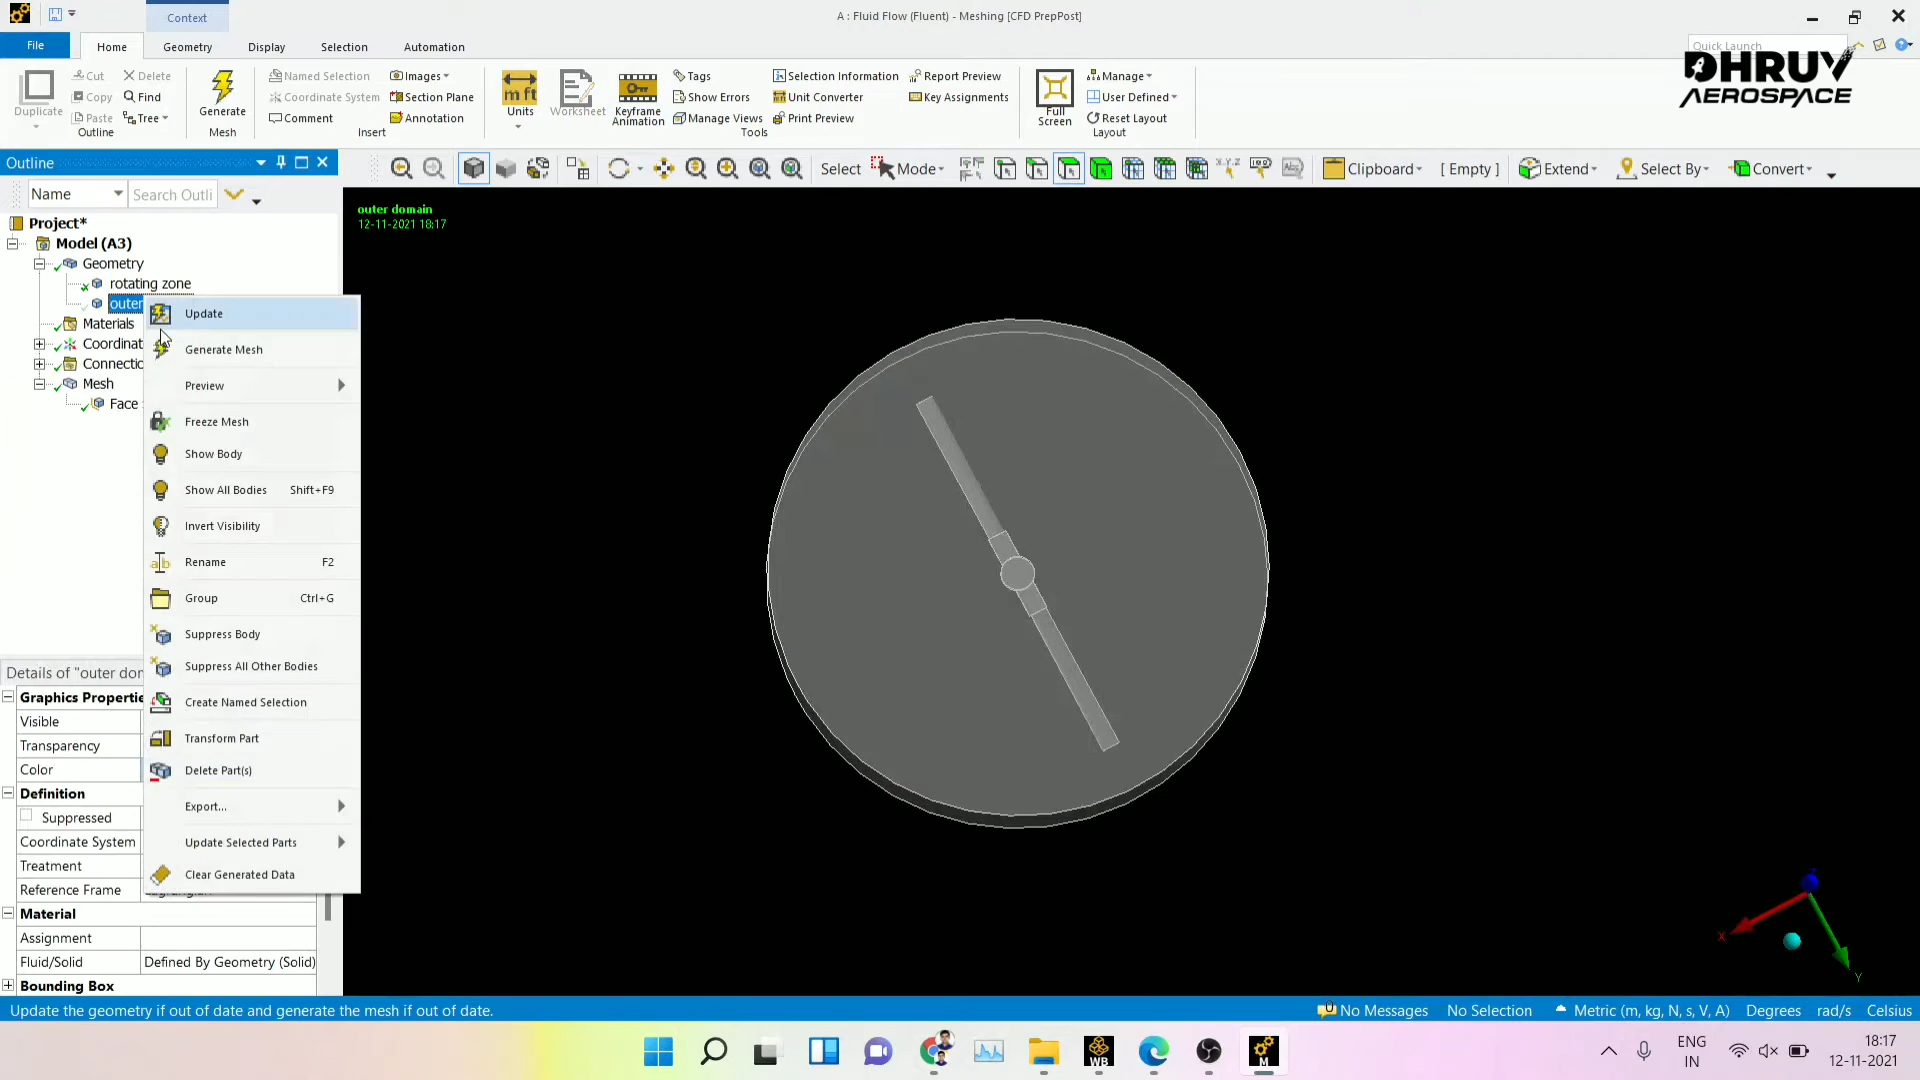 Context
A : Fluid Flow (Fluent) - Meshing [CFD PrepPost]
File
Home
Geometry
Display
Selection
Automation
Quick Launch
DHRUV
AEROSPACE
Duplicate
Cut
Copy
Paste
Delete
Find
Tree
Outline
Generate
Mesh
Named Selection
Coordinate System
Comment
Images
Section Plane
Annotation
Insert
m ft
Units
Worksheet
Keyframe
Animation
Tags
Show Errors
Manage Views
Selection Information
Unit Converter
Print Preview
Report Preview
Key Assignments
Tools
Full
Screen
Manage
User Defined
Reset Layout
Layout
Outline
Select
Mode
Clipboard
[ Empty ]
Extend
Select By
Convert
Name
Search Outli
Project*
Model (A3)
Geometry
rotating zone
outer
Materials
Coordinat
Connectio
Mesh
Face
outer domain
12-11-2021 18:17
Update
Generate Mesh
Preview
Freeze Mesh
Show Body
Show All Bodies Shift+F9
Invert Visibility
Rename F2
Group Ctrl+G
Suppress Body
Suppress All Other Bodies
Create Named Selection
Transform Part
Delete Part(s)
Export...
Update Selected Parts
Clear Generated Data
Details of "outer dom
Graphics Propertie
Visible
Transparency
Color
Definition
Suppressed
Coordinate System
Treatment
Reference Frame
Material
Assignment
Fluid/Solid Defined By Geometry (Solid)
Bounding Box
X
Y
Update the geometry if out of date and generate the mesh if out of date.
0 No Messages
No Selection
Metric (m, kg, N, s, V, A)
Degrees
rad/s
Celsius
WB
M
ENG
IN
18:17
12-11-2021